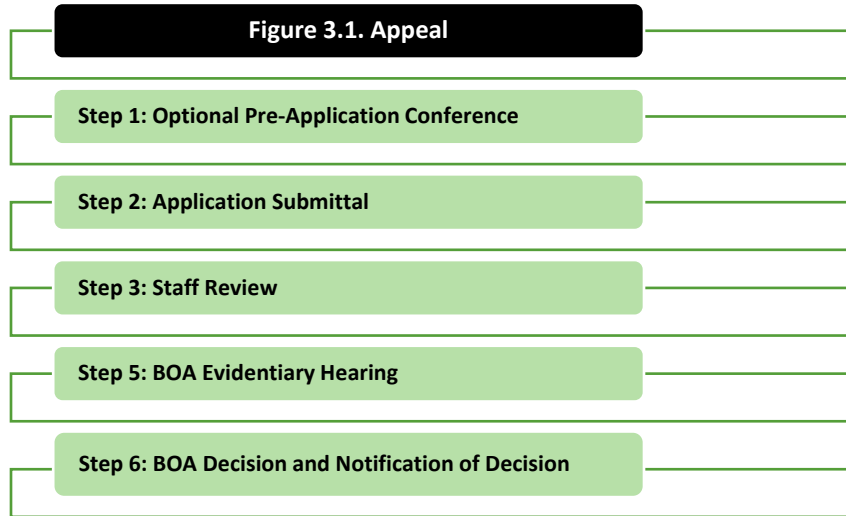 Figure 3.1. Appeal
Step 1: Optional Pre-Application Conference
Step 2: Application Submittal
Step 3: Staff Review
Step 5: BOA Evidentiary Hearing
Step 6: BOA Decision and Notification of Decision